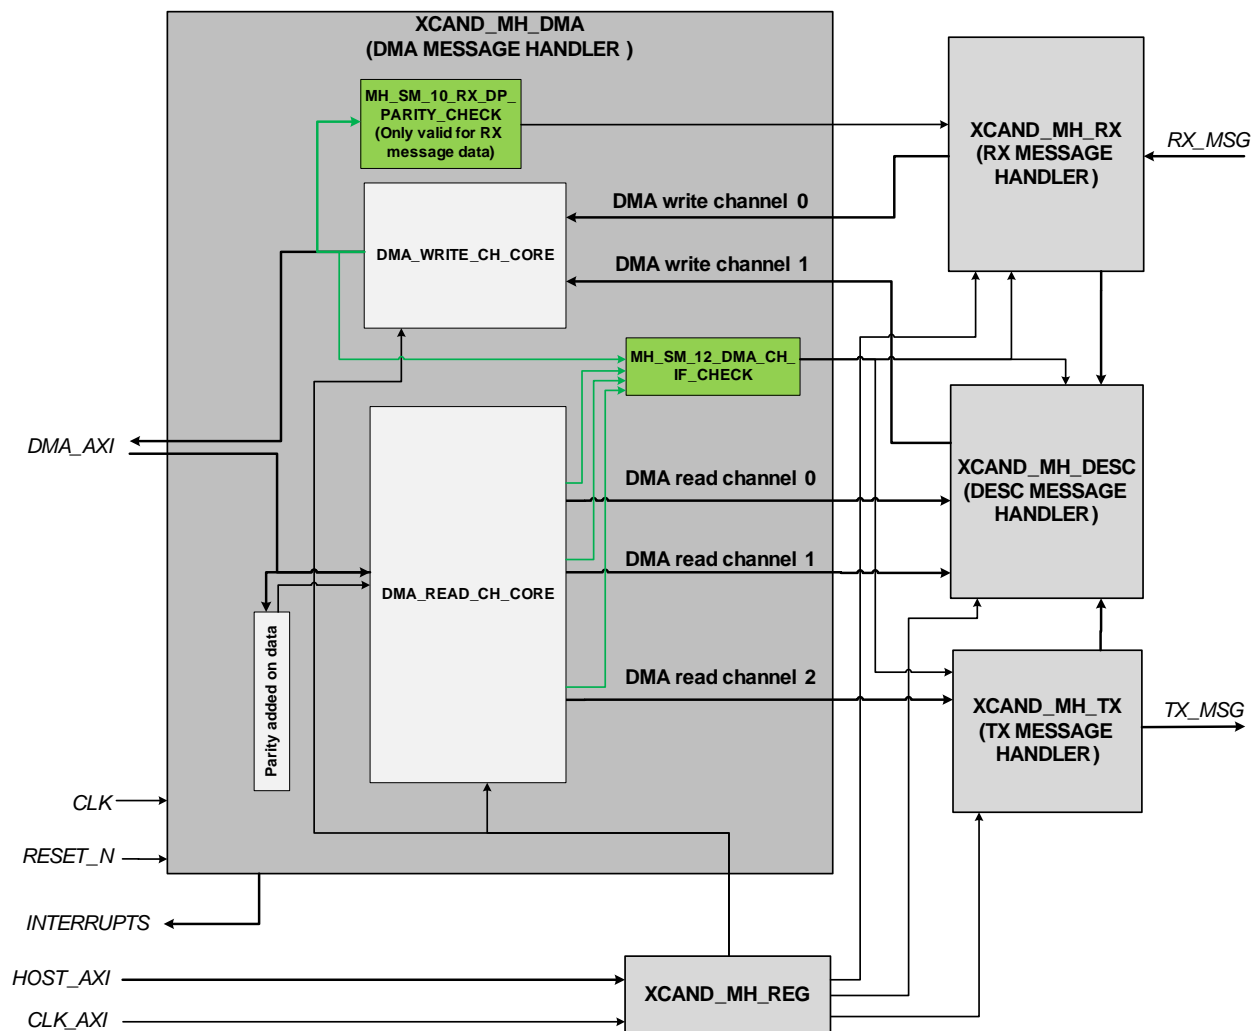 XCAND_MH_DMA
(DMA MESSAGE HANDLER )
MH_SM_10_RX_DP_
PARITY_CHECK
(Only valid for RX
message data)
XCAND_MH_RX
(RX MESSAGE
HANDLER )
RX_MSG
DMA write channel 0
DMA_WRITE_CH_CORE
DMA write channel 1
MH_SM_12_DMA_CH_
IF_CHECK
DMA_AXI
XCAND_MH_DESC
(DESC MESSAGE
HANDLER )
DMA read channel 0
DMA read channel 1
DMA_READ_CH_CORE
Parity added on data
DMA read channel 2
XCAND_MH_TX
(TX MESSAGE
HANDLER )
TX_MSG
CLK
RESET_N
INTERRUPTS
HOST_AXI
XCAND_MH_REG
CLK_AXI